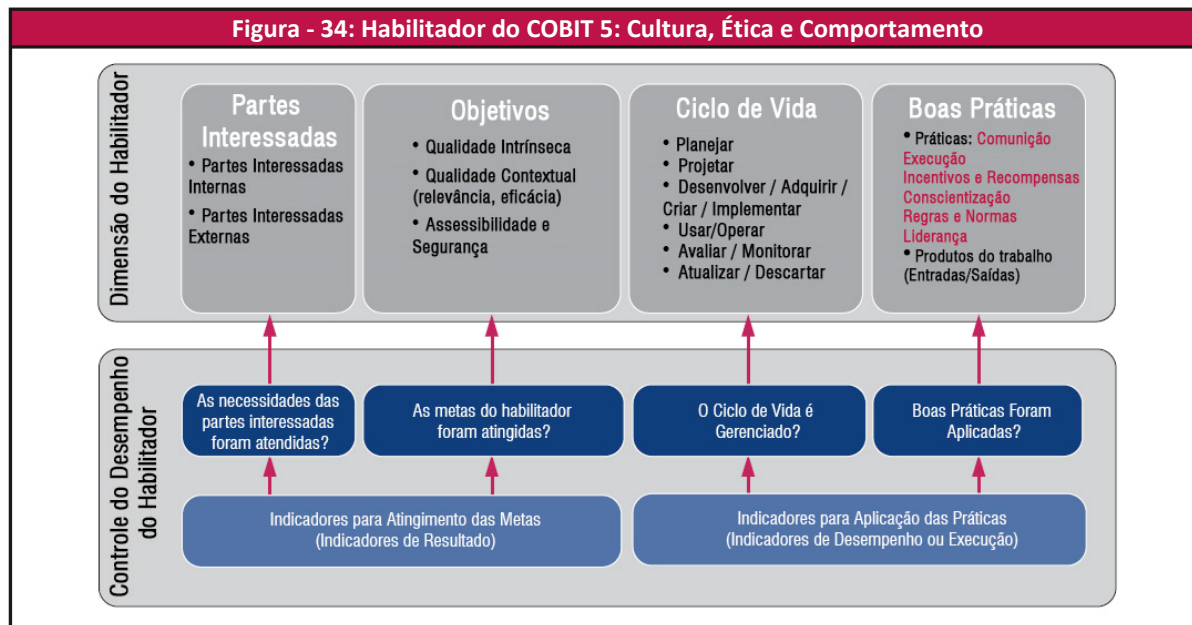 Figura - 34: Habilitador do COBIT 5: Cultura, Ética e Comportamento
Dimensão do Habilitador
Partes
Interessadas
• Partes Interessadas
Internas
• Partes Interessadas
Externas
Objetivos
• Qualidade Intrínseca
• Qualidade Contextual
(relevância, eficácia)
• Assessibilidade e
Segurança
Ciclo de Vida
• Planejar
• Projetar
• Desenvolver / Adquirir /
Criar / Implementar
• Usar/Operar
• Avaliar / Monitorar
• Atualizar / Descartar
Boas Práticas
• Práticas: Comunição
Execução
Incentivos e Recompensas
Conscientização
Regras e Normas
Liderança
• Produtos do trabalho
(Entradas/Saídas)
Controle do Desempenho
do Habilitador
As necessidades das
partes interessadas
foram atendidas?
As metas do habilitador
foram atingidas?
O Ciclo de Vida é
Gerenciado?
Boas Práticas Foram
Aplicadas?
Indicadores para Atingimento das Metas
(Indicadores de Resultado)
Indicadores para Aplicação das Práticas
(Indicadores de Desempenho ou Execução)